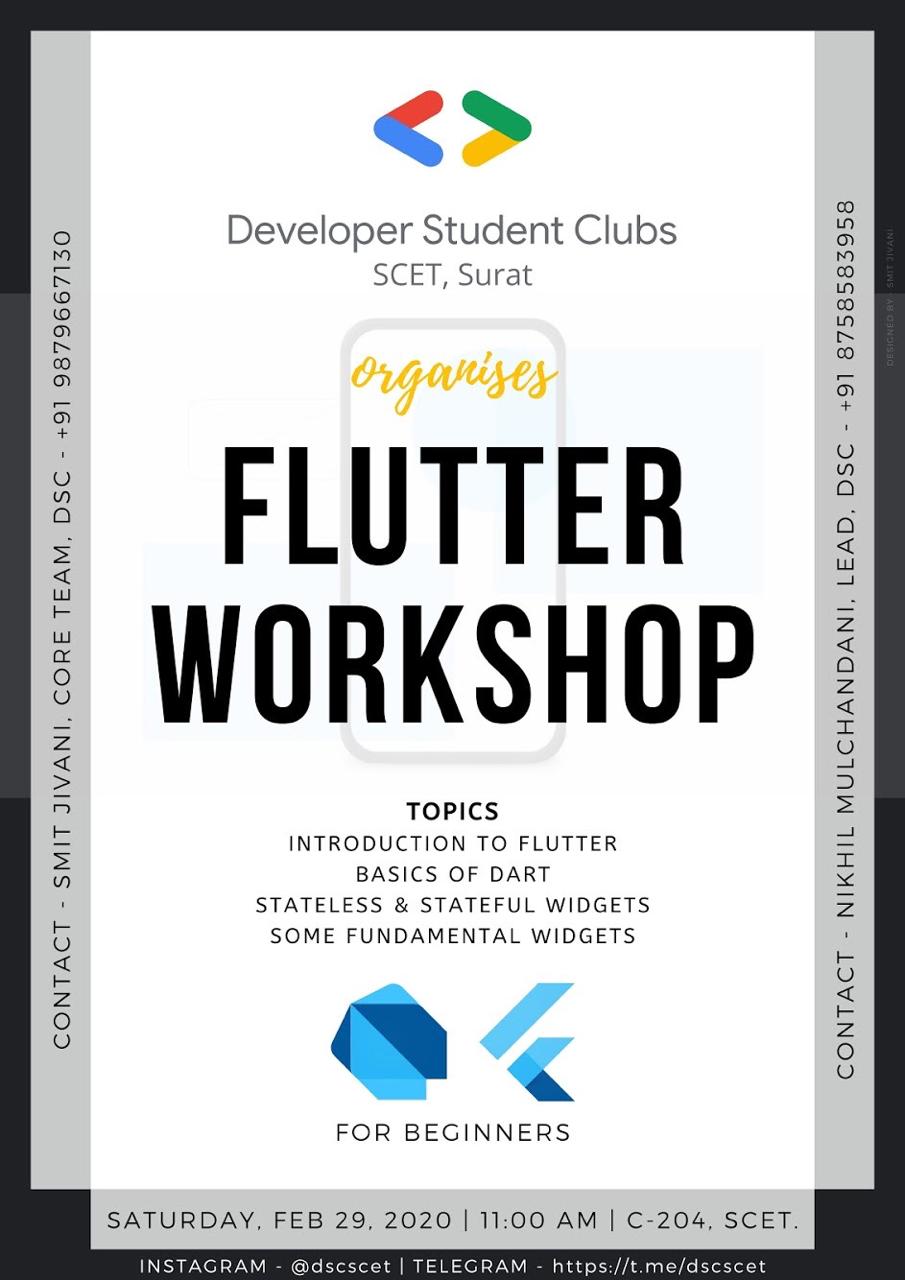 Developer Student Clubs
SCET, Surat
organises
FLUTTER
WORKSHOP
TOPICS
INTRODUCTION TO FLUTTER
BASICS OF DART
STATELESS & STATEFUL WIDGETS
SOME FUNDAMENTAL WIDGETS
FOR BEGINNERS
CONTACT - SMIT JIVANI, CORE TEAM, DSC - +91 9879667130
CONTACT - NIKHIL MULCHANDANI, LEAD, DSC - +91 8758583958
DESIGNED BY - SMIT JIVANI
SATURDAY, FEB 29, 2020 | 11:00 AM | C-204, SCET.
INSTAGRAM - @dscscet | TELEGRAM - https://t.me/dscscet